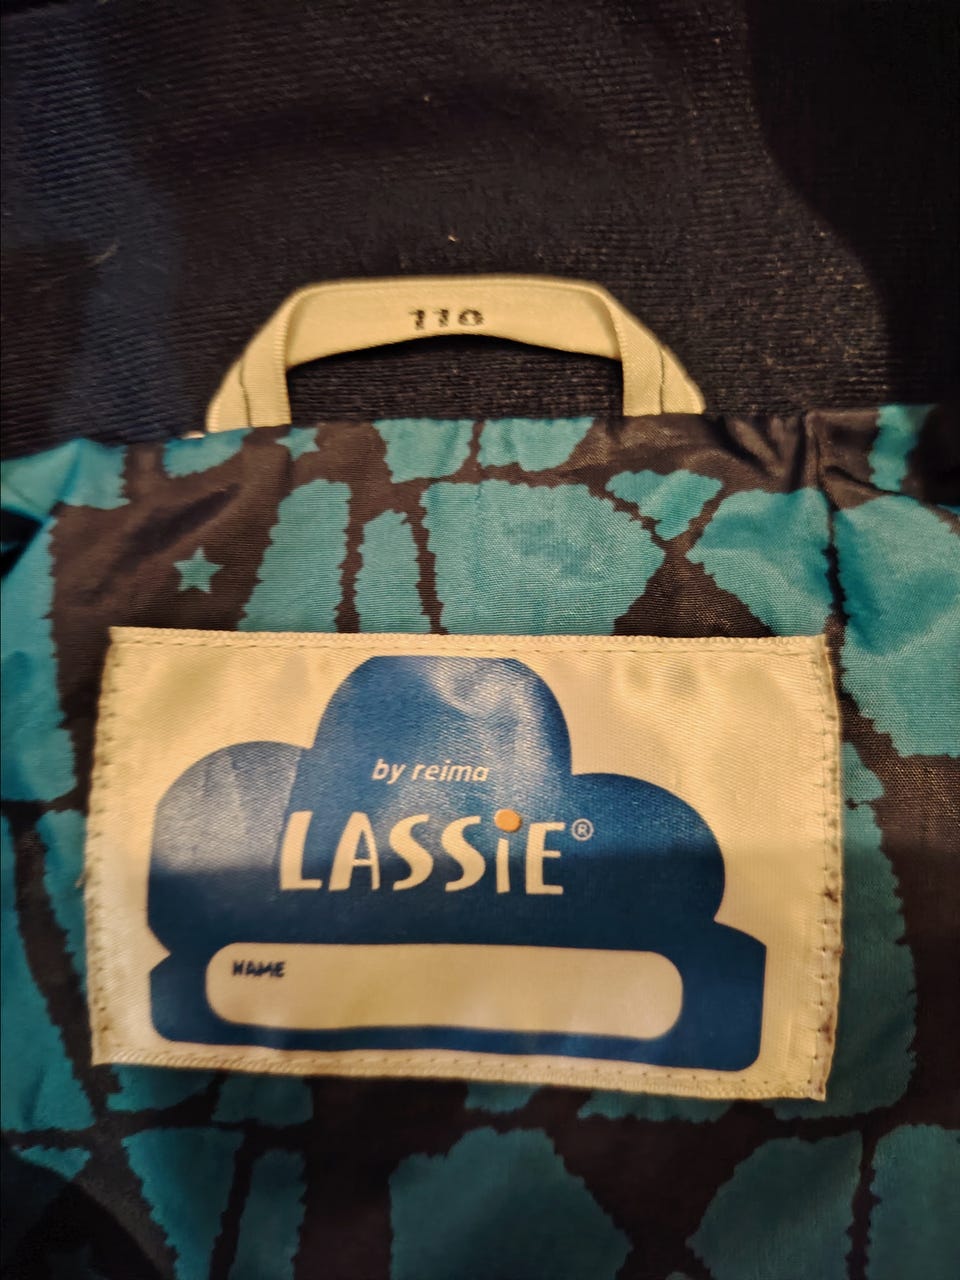 110
by reima
LASSiE®
NAME